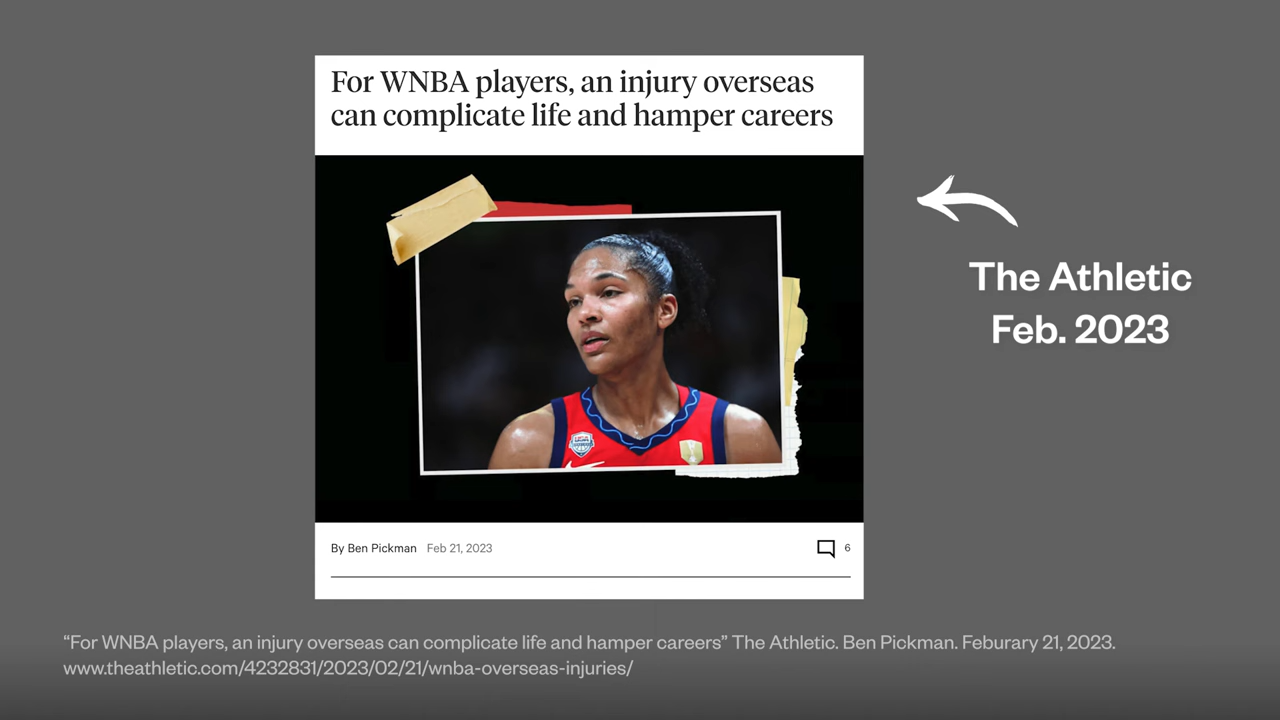 For WNBA players, an injury overseas
can complicate life and hamper careers
The Athletic
Feb. 2023
By Ben Pickman Feb 21, 2023 6
“For WNBA players, an injury overseas can complicate life and hamper careers” The Athletic. Ben Pickman. Feburary 21, 2023.
www.theathletic.com/4232831/2023/02/21/wnba-overseas-injuries/